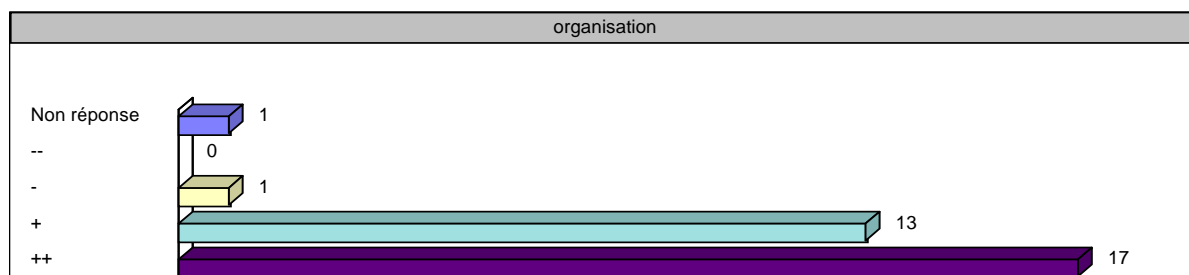 organisation
Non réponse 1
-- 0
- 1
+ 13
++ 17